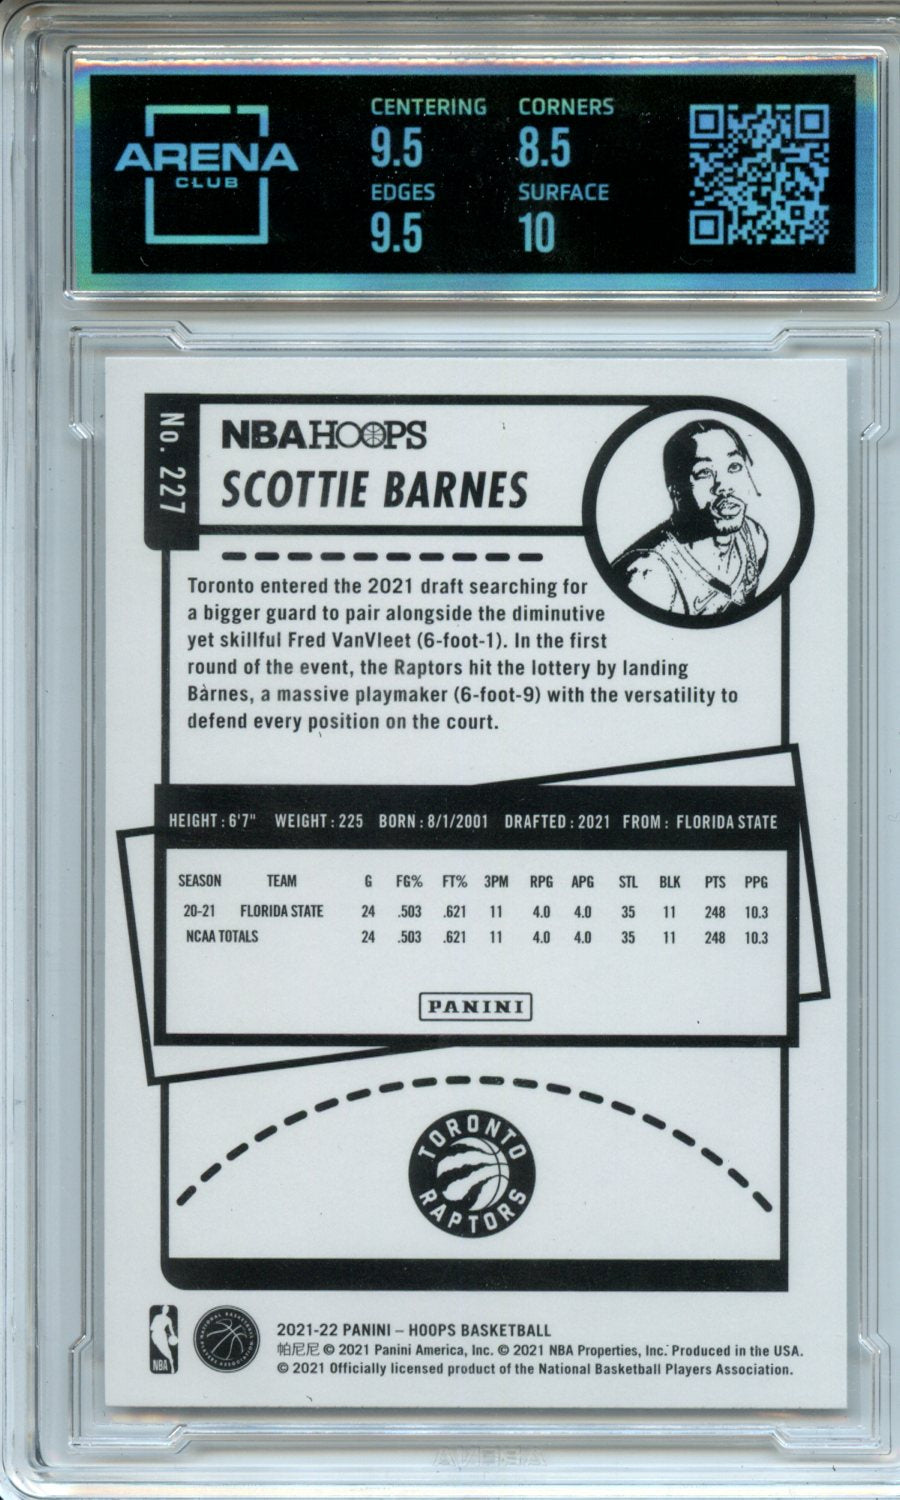 ARENA
CLUB
CENTERING
9.5
CORNERS
8.5
EDGES
9.5
SURFACE
10
No. 227
NBA HOOPS
SCOTTIE BARNES
Toronto entered the 2021 draft searching for
a bigger guard to pair alongside the diminutive
yet skillful Fred VanVleet (6-foot-1). In the first
round of the event, the Raptors hit the lottery by landing
Barnes, a massive playmaker (6-foot-9) with the versatility to
defend every position on the court.
HEIGHT : 6'7" WEIGHT : 225 BORN : 8/1/2001 DRAFTED : 2021 FROM : FLORIDA STATE
SEASON TEAM G FG% FT% 3PM RPG APG STL BLK PTS PPG
20-21 FLORIDA STATE 24 .503 .621 11 4.0 4.0 35 11 248 10.3
NCAA TOTALS 24 .503 .621 11 4.0 4.0 35 11 248 10.3
PANINI
TORONTO
RAPTORS
NBA
2021-22 PANINI – HOOPS BASKETBALL
帕尼尼 © 2021 Panini America, Inc. © 2021 NBA Properties, Inc. Produced in the USA.
© 2021 Officially licensed product of the National Basketball Players Association.